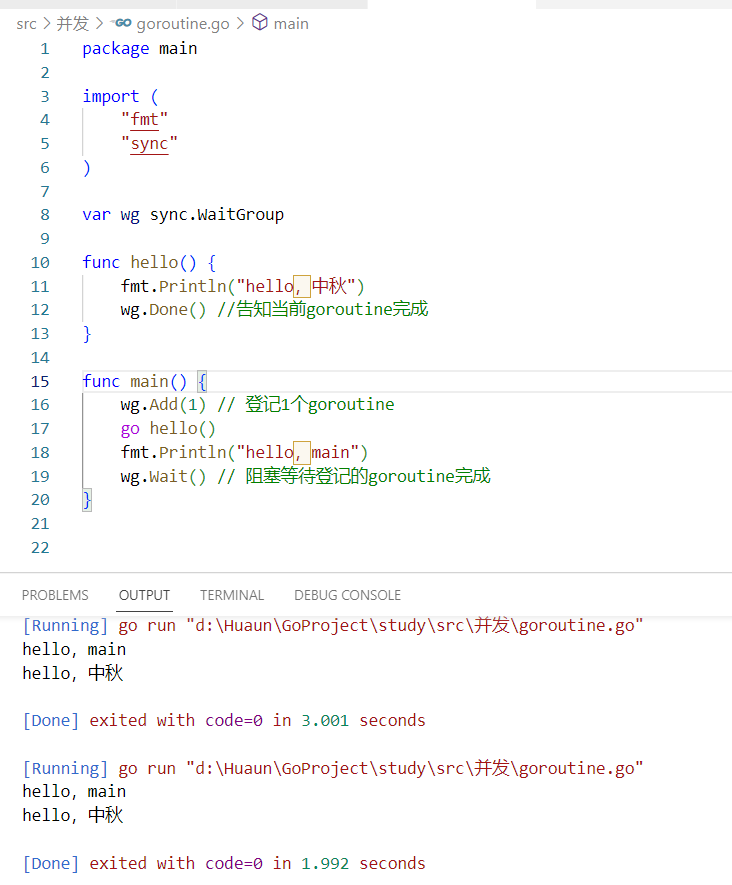 src > 并发 > GO goroutine.go > main
1 package main
2
3 import (
4 "fmt"
5 "sync"
6 )
7
8 var wg sync.WaitGroup
9
10 func hello() {
11 fmt.Println("hello，中秋")
12 wg.Done() //告知当前goroutine完成
13 }
14
15 func main() {
16 wg.Add(1) // 登记1个goroutine
17 go hello()
18 fmt.Println("hello，main")
19 wg.Wait() // 阻塞等待登记的goroutine完成
20 }
21
22
PROBLEMS OUTPUT TERMINAL DEBUG CONSOLE
[Running] go run "d:\Huaun\GoProject\study\src\并发\goroutine.go"
hello，main
hello，中秋
[Done] exited with code=0 in 3.001 seconds
[Running] go run "d:\Huaun\GoProject\study\src\并发\goroutine.go"
hello，main
hello，中秋
[Done] exited with code=0 in 1.992 seconds